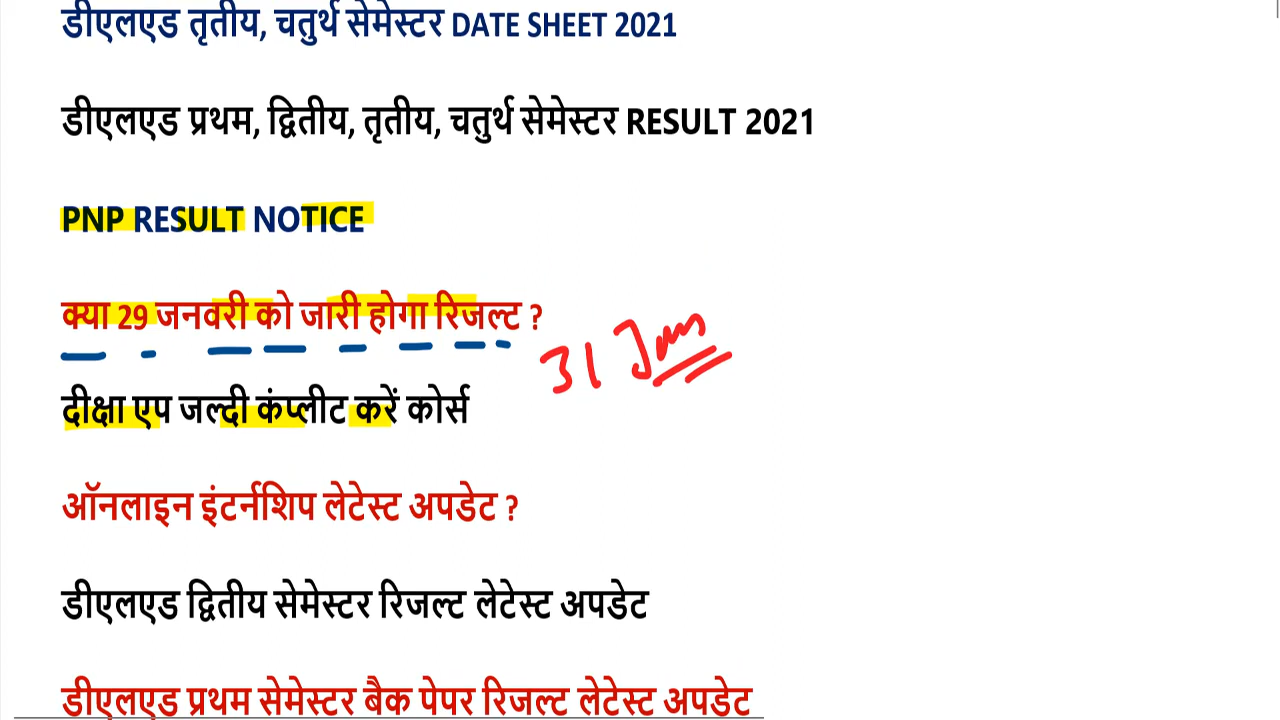 डीएलएड तृतीय, चतुर्थ सेमेस्टर DATE SHEET 2021
डीएलएड प्रथम, द्वितीय, तृतीय, चतुर्थ सेमेस्टर RESULT 2021
PNP RESULT NOTICE
क्या 29 जनवरी को जारी होगा रिजल्ट ?
31 Jan
दीक्षा एप जल्दी कंप्लीट करें कोर्स
ऑनलाइन इंटर्नशिप लेटेस्ट अपडेट ?
डीएलएड द्वितीय सेमेस्टर रिजल्ट लेटेस्ट अपडेट
डीएलएड प्रथम सेमेस्टर बैक पेपर रिजल्ट लेटेस्ट अपडेट